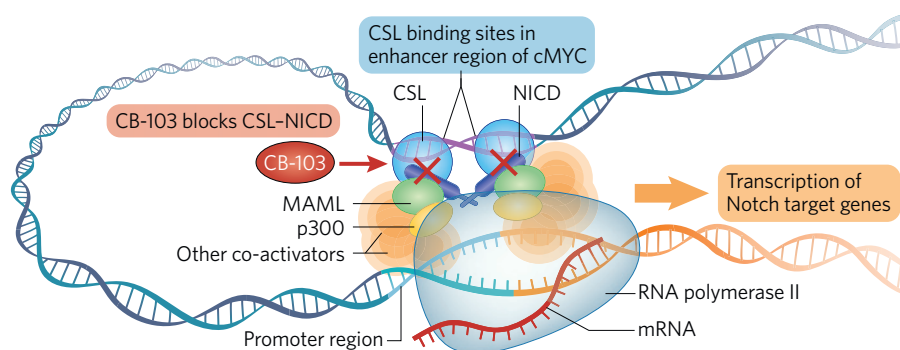 CSL binding sites in
enhancer region of cMYC
CSL
NICD
CB-103 blocks CSL–NICD
CB-103
MAML
p300
Other co-activators
Transcription of
Notch target genes
RNA polymerase II
mRNA
Promoter region